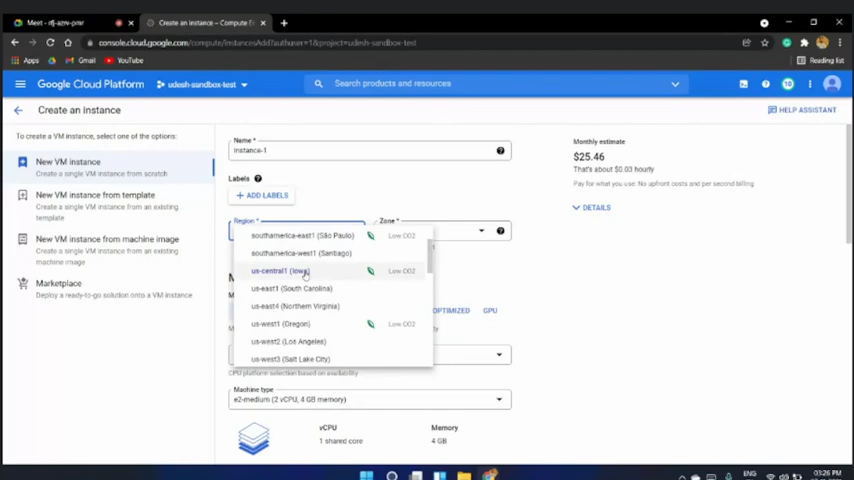 Meet - rfj-azrv-pmr
Create an instance – Compute E
console.cloud.google.com/compute/instancesAdd?authuser=1&project=udesh-sandbox-test
Apps
Gmail
YouTube
Reading list
Google Cloud Platform
udesh-sandbox-test
Search products and resources
10
Create an instance
HELP ASSISTANT
To create a VM instance, select one of the options:
New VM instance
Create a single VM instance from scratch
New VM instance from template
Create a single VM instance from an existing template
New VM instance from machine image
Create a single VM instance from an existing machine image
Marketplace
Deploy a ready-to-go solution onto a VM instance
Name *
instance-1
Labels
ADD LABELS
Region *
Zone *
southamerica-east1 (São Paulo)
Low CO2
southamerica-west1 (Santiago)
us-central1 (Iowa)
Low CO2
us-east1 (South Carolina)
us-east4 (Northern Virginia)
us-west1 (Oregon)
Low CO2
us-west2 (Los Angeles)
us-west3 (Salt Lake City)
OPTIMIZED
GPU
CPU platform selection based on availability
Machine type
e2-medium (2 vCPU, 4 GB memory)
vCPU
1 shared core
Memory
4 GB
Monthly estimate
$25.46
That's about $0.03 hourly
Pay for what you use: No upfront costs and per second billing
DETAILS
ENG
03:26 PM